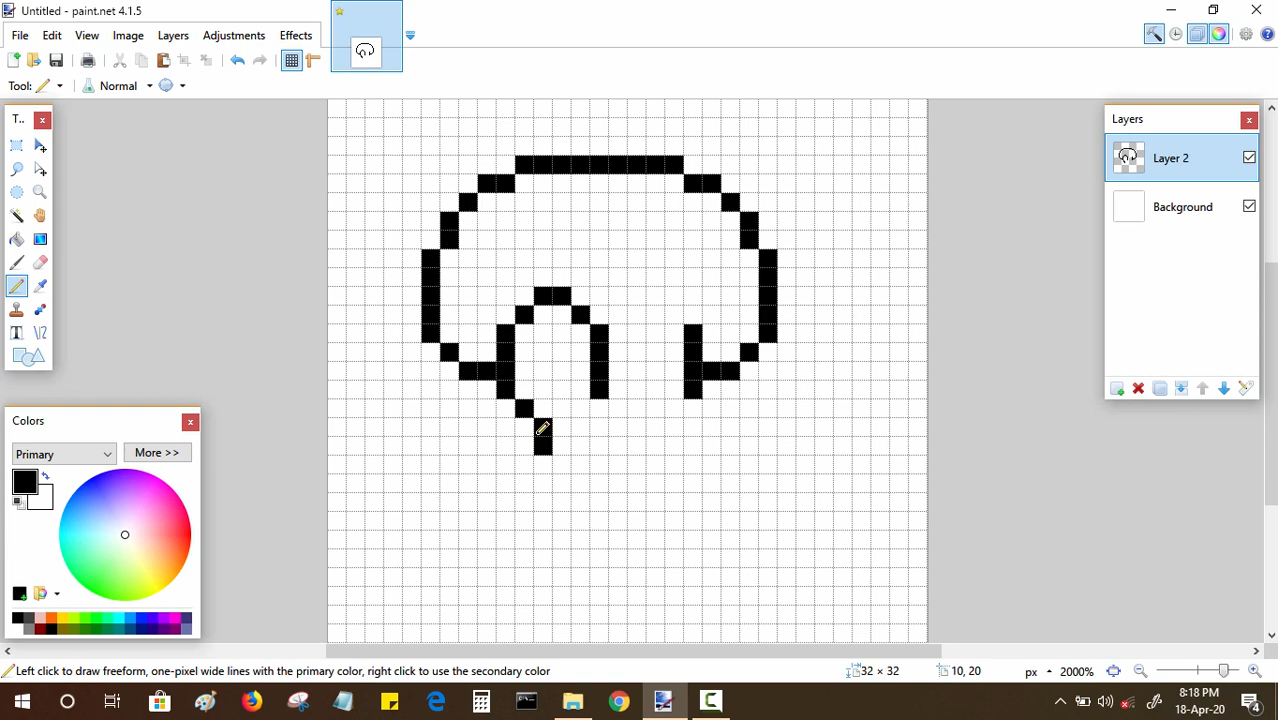 Untitled - paint.net 4.1.5
File Edit View Image Layers Adjustments Effects
Tool: Normal
T..
Layers
Layer 2
Background
Colors
Primary
More >>
Left click to draw freeform, one-pixel wide lines with the primary color, right click to use the secondary color
32 × 32
10, 20
px
2000%
8:18 PM
18-Apr-20
4